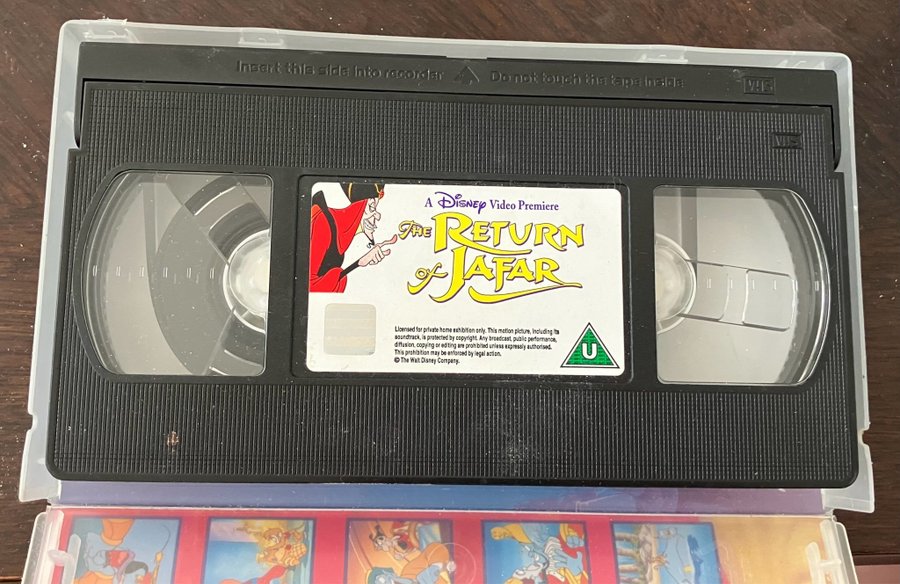 Insert this side into recorder Do not touch the tape inside
VHS
A Disney Video Premiere
The Return
of Jafar
Licensed for private home exhibition only. This motion picture, including its
soundtrack, is protected by copyright. Any broadcast, public performance,
diffusion, copying or editing are prohibited unless expressly authorised.
This prohibition may be enforced by legal action.
© The Walt Disney Company.
U